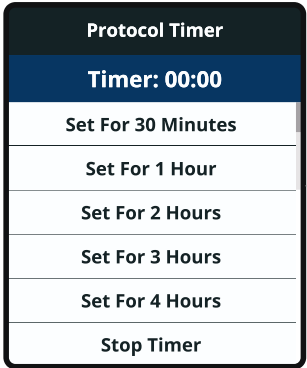 Protocol Timer
Timer: 00:00
Set For 30 Minutes
Set For 1 Hour
Set For 2 Hours
Set For 3 Hours
Set For 4 Hours
Stop Timer